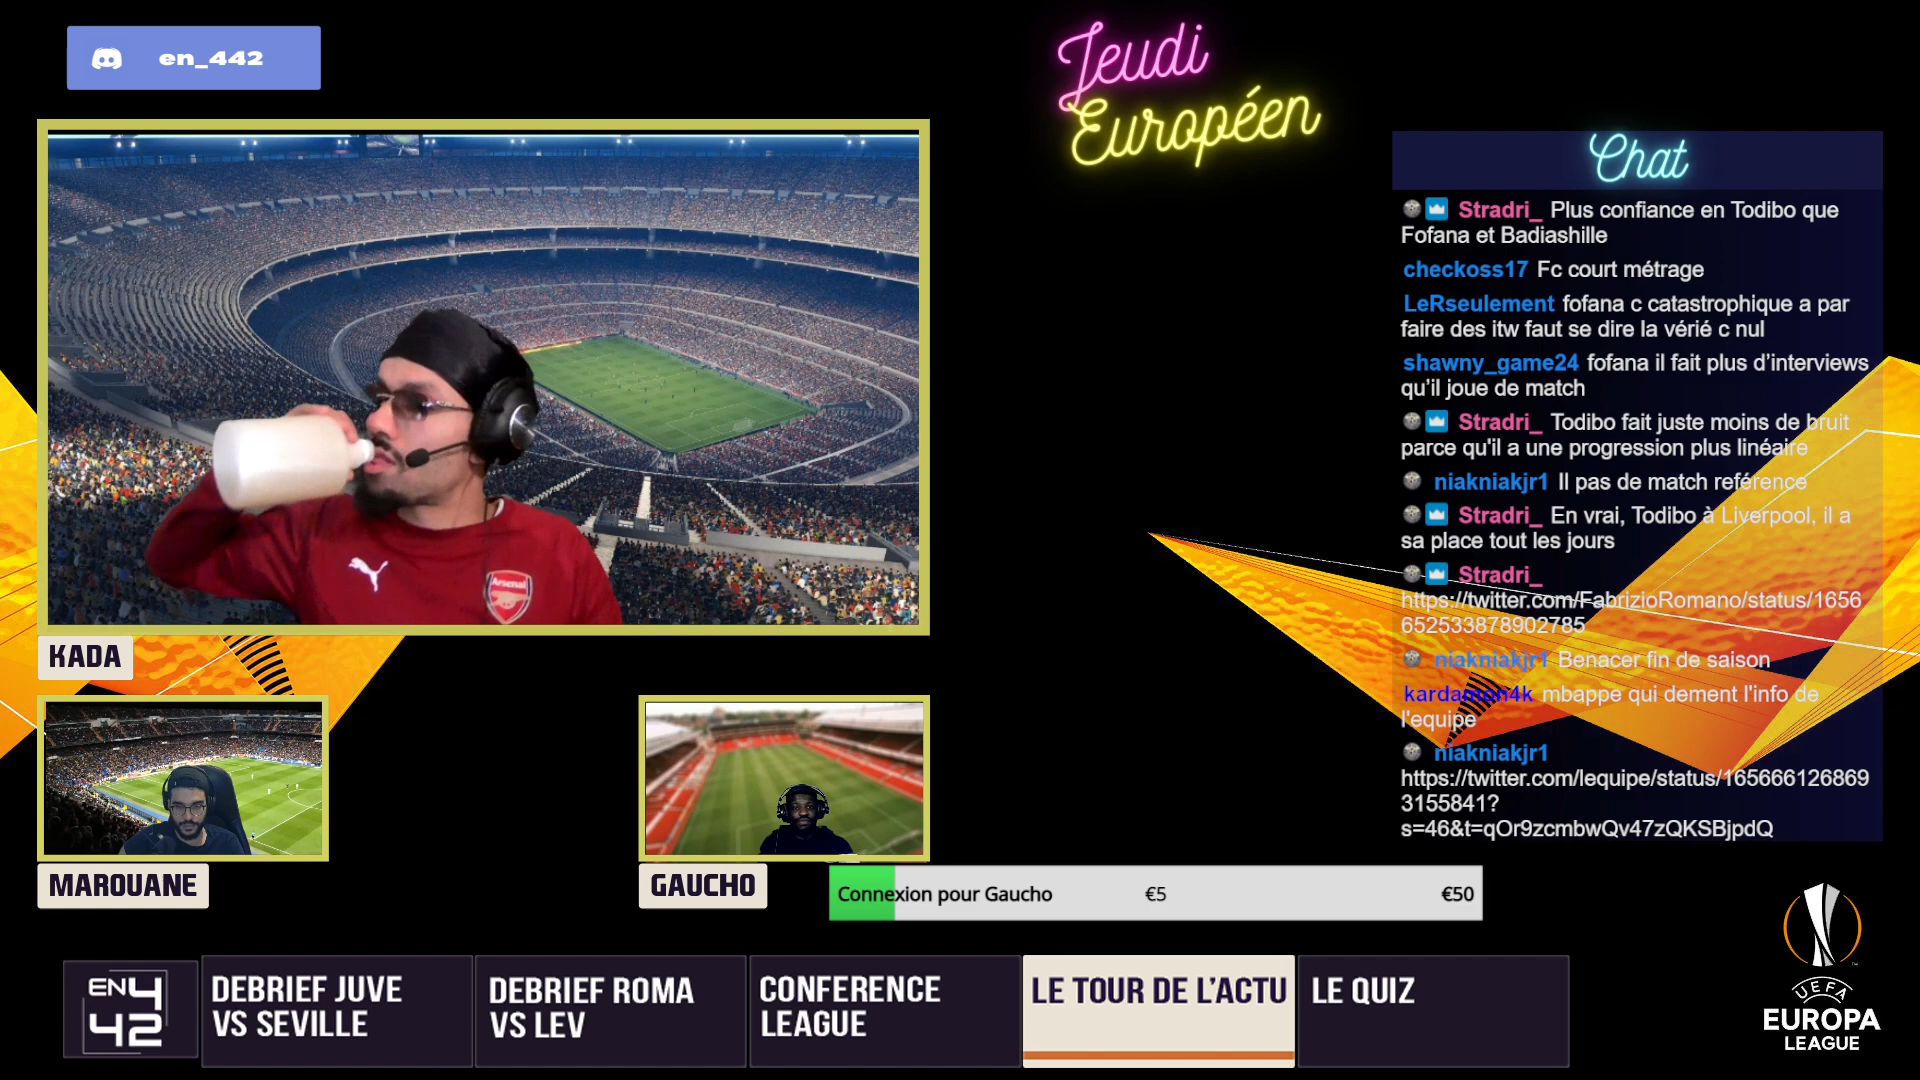 en_442
Jeudi
Européen
Chat
Stradri_ Plus confiance en Todibo que
Fofana et Badiashille
checkoss17 Fc court métrage
LeRseulement fofana c catastrophique a par
faire des itw faut se dire la vérié c nul
shawny_game24 fofana il fait plus d’interviews
qu’il joue de match
Stradri_ Todibo fait juste moins de bruit
parce qu'il a une progression plus linéaire
niakniakjr1 Il pas de match reférence
Stradri_ En vrai, Todibo à Liverpool, il a
sa place tout les jours
Stradri_
https://twitter.com/FabrizioRomano/status/1656
652533878902785
niakniakjr1 Benacer fin de saison
kardamon4k mbappe qui dement l'info de
l'equipe
niakniakjr1
https://twitter.com/lequipe/status/165666126869
3155841?
s=46&t=qOr9zcmbwQv47zQKSBjpdQ
Arsenal
KADA
MAROUANE
GAUCHO
Connexion pour Gaucho €5 €50
EN4
42
DEBRIEF JUVE
VS SEVILLE
DEBRIEF ROMA
VS LEV
CONFERENCE
LEAGUE
LE TOUR DE L’ACTU
LE QUIZ
UEFA
EUROPA
LEAGUE